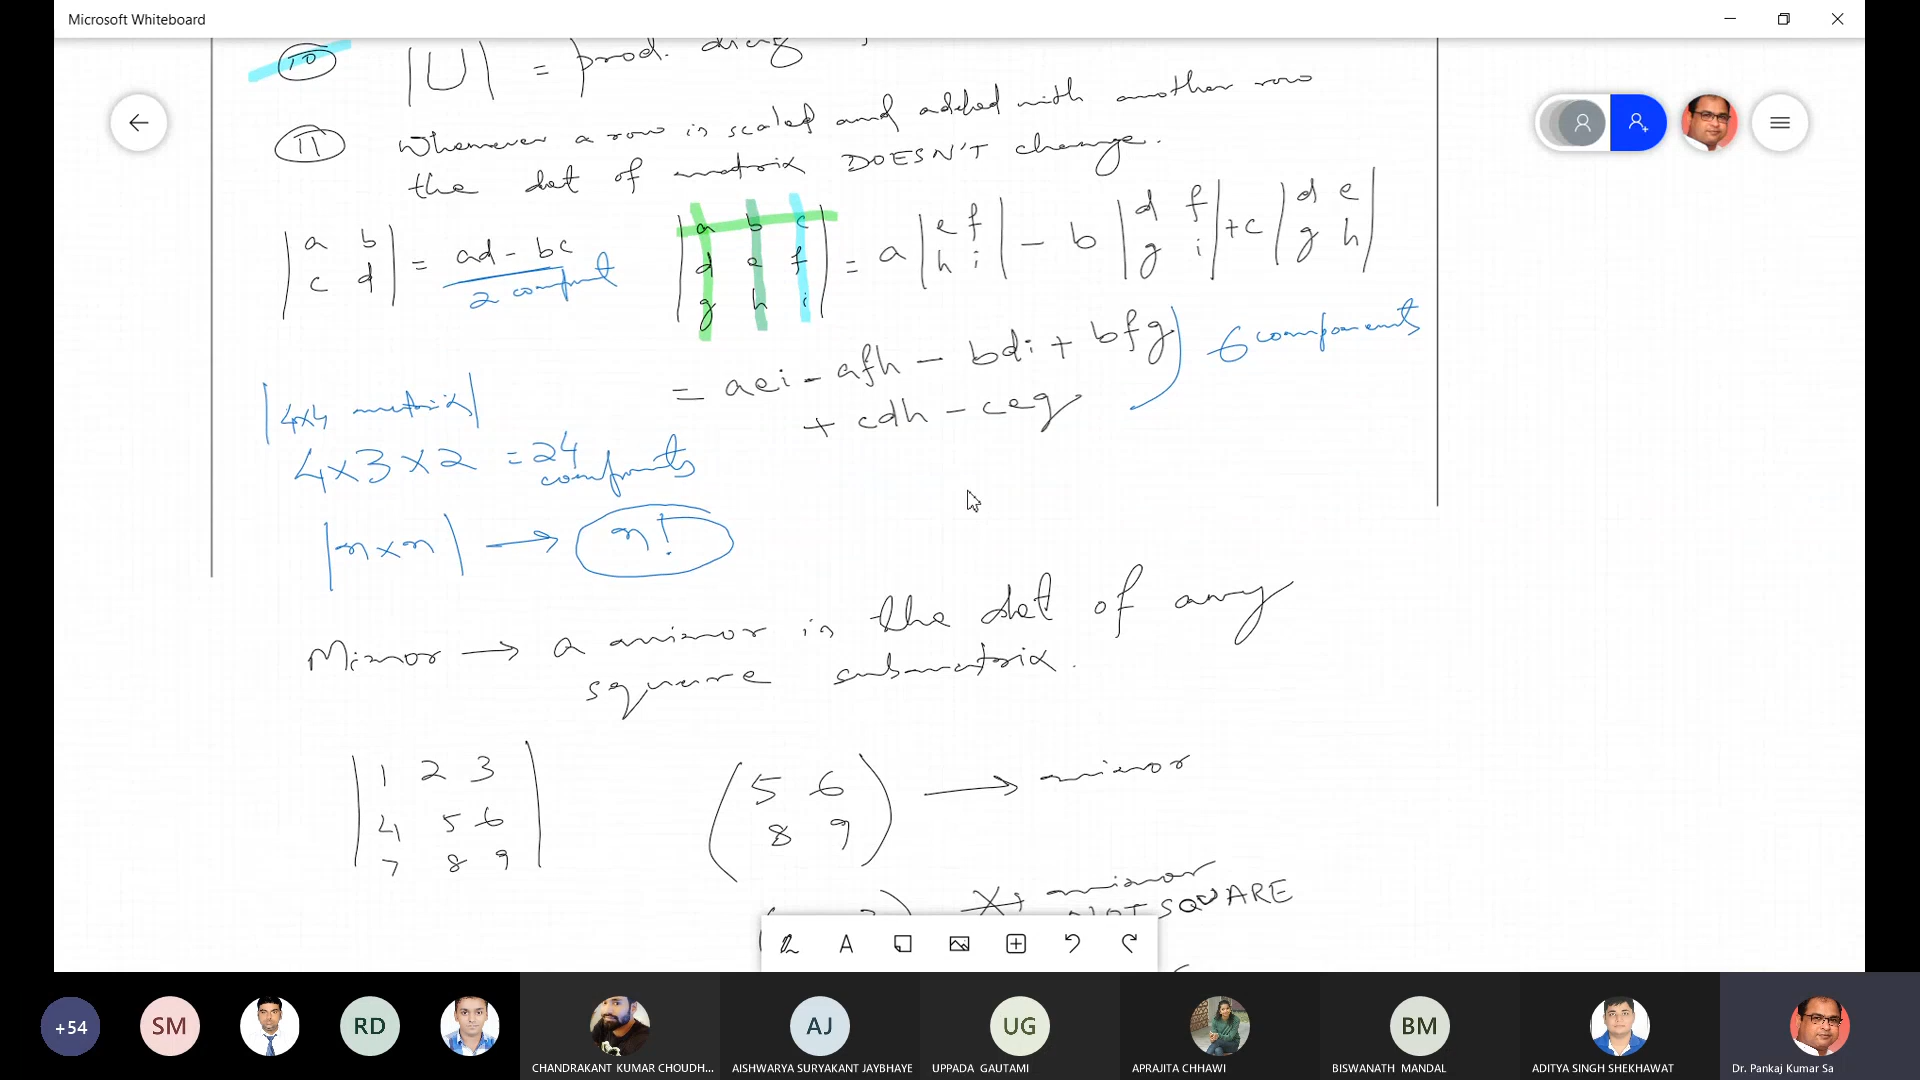 Microsoft Whiteboard
10 |U| = prod. diag
11 Whenever a row is scaled and added with another row
the det of matrix DOESN'T change.
| a b | = ad - bc
| c d |
2 compnt
| a b c | = a | e f | - b | d f | + c | d e |
| d e f | | h i | | g i | | g h |
| g h i |
= aei - afh - bdi + bfg
+ cdh - ceg
6 components
|4x4 matrix|
4x3x2 = 24
compnents
|n x n| → n!
Minor → a minor is the det of any
square submatrix.
| 1 2 3 |
| 4 5 6 |
| 7 8 9 |
( 5 6 ) → minor
( 8 9 )
minor
NOT SQUARE
A
+54
SM
RD
CHANDRAKANT KUMAR CHOUDH...
AJ
AISHWARYA SURYAKANT JAYBHAYE
UG
UPPADA GAUTAMI
APRAJITA CHHAWI
BM
BISWANATH MANDAL
ADITYA SINGH SHEKHAWAT
Dr. Pankaj Kumar Sa